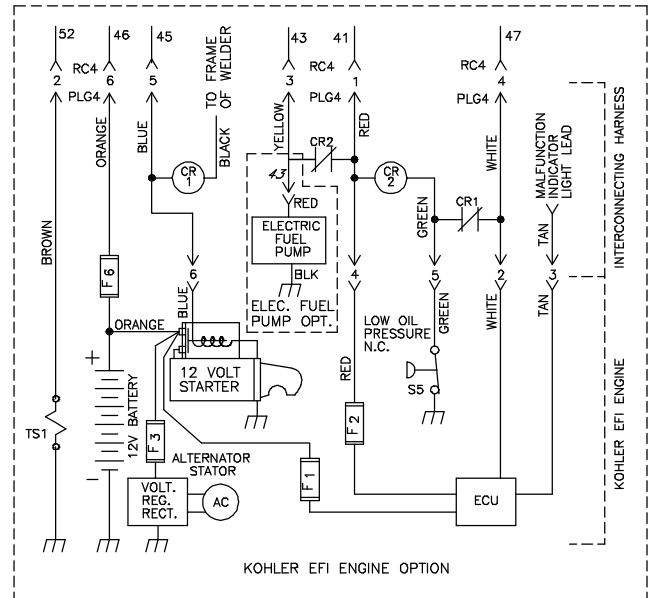 52
46
45
43
41
47
RC4
RC4
RC4
2
6
5
3
1
4
PLG4
PLG4
PLG4
TO FRAME
OF WELDER
BLACK
ORANGE
BLUE
YELLOW
RED
WHITE
CR
1
CR2
CR
2
CR1
MALFUNCTION
INDICATOR
LIGHT LEAD
INTERCONNECTING HARNESS
43
RED
ELECTRIC
FUEL
PUMP
BLK
ELEC. FUEL
PUMP OPT.
GREEN
TAN
BROWN
F 6
6
4
5
2
3
BLUE
ORANGE
RED
LOW OIL
PRESSURE
N.C.
GREEN
WHITE
TAN
S5
+
12V BATTERY
−
12 VOLT
STARTER
TS1
F 3
F 2
F 1
ALTERNATOR
STATOR
VOLT.
REG.
RECT.
AC
ECU
KOHLER EFI ENGINE
KOHLER EFI ENGINE OPTION